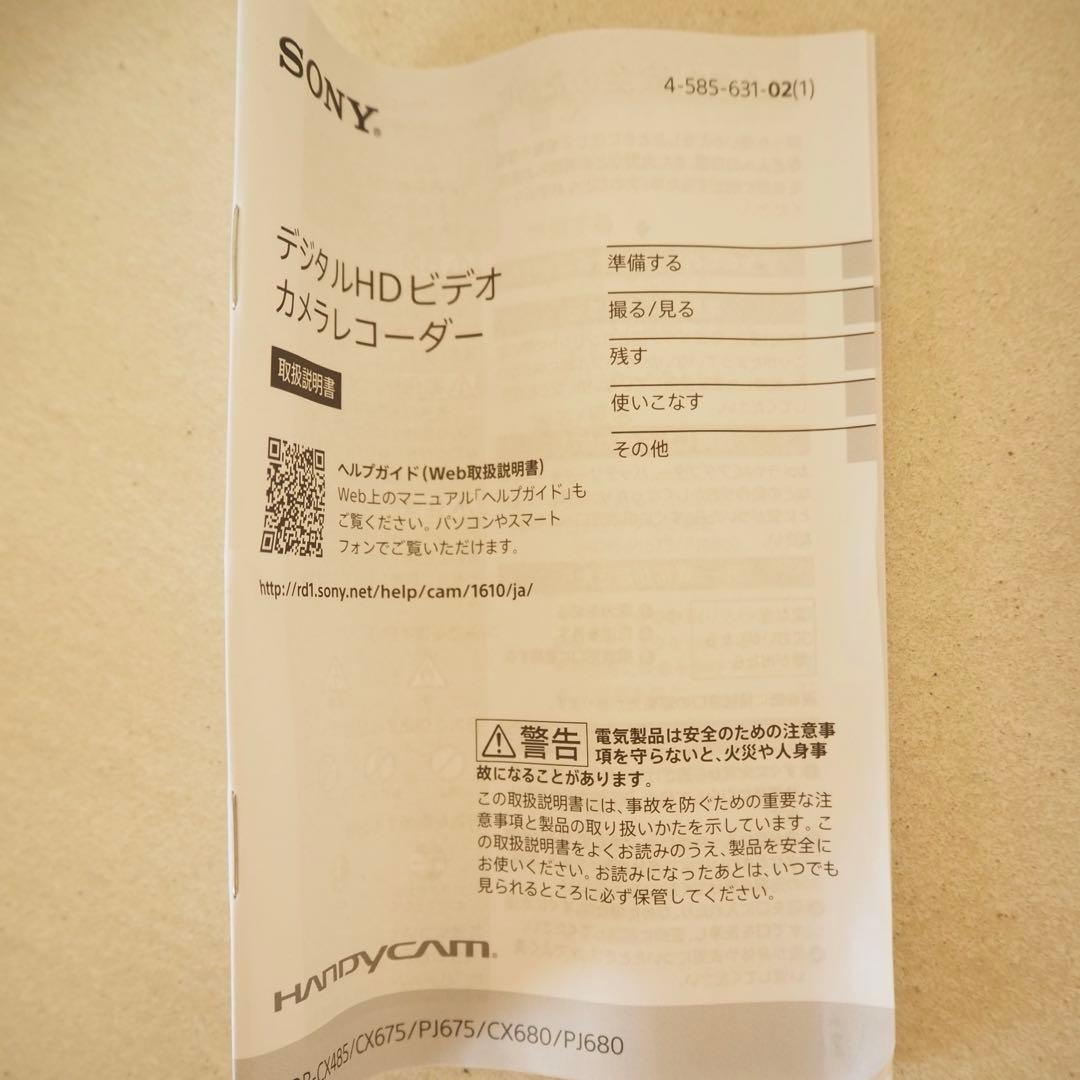 SONY®
4-585-631-02(1)
デジタルHDビデオ
カメラレコーダー
取扱説明書
準備する
撮る/見る
残す
使いこなす
その他
ヘルプガイド(Web取扱説明書)
Web上のマニュアル「ヘルプガイド」も
ご覧ください。パソコンやスマート
フォンでご覧いただけます。
http://rd1.sony.net/help/cam/1610/ja/
警告 電気製品は安全のための注意事
項を守らないと、火災や人身事
故になることがあります。
この取扱説明書には、事故を防ぐための重要な注
意事項と製品の取り扱いかたを示しています。こ
の取扱説明書をよくお読みのうえ、製品を安全に
お使いください。お読みになったあとは、いつでも
見られるところに必ず保管してください。
HANDYCAM®
CX485/CX675/PJ675/CX680/PJ680